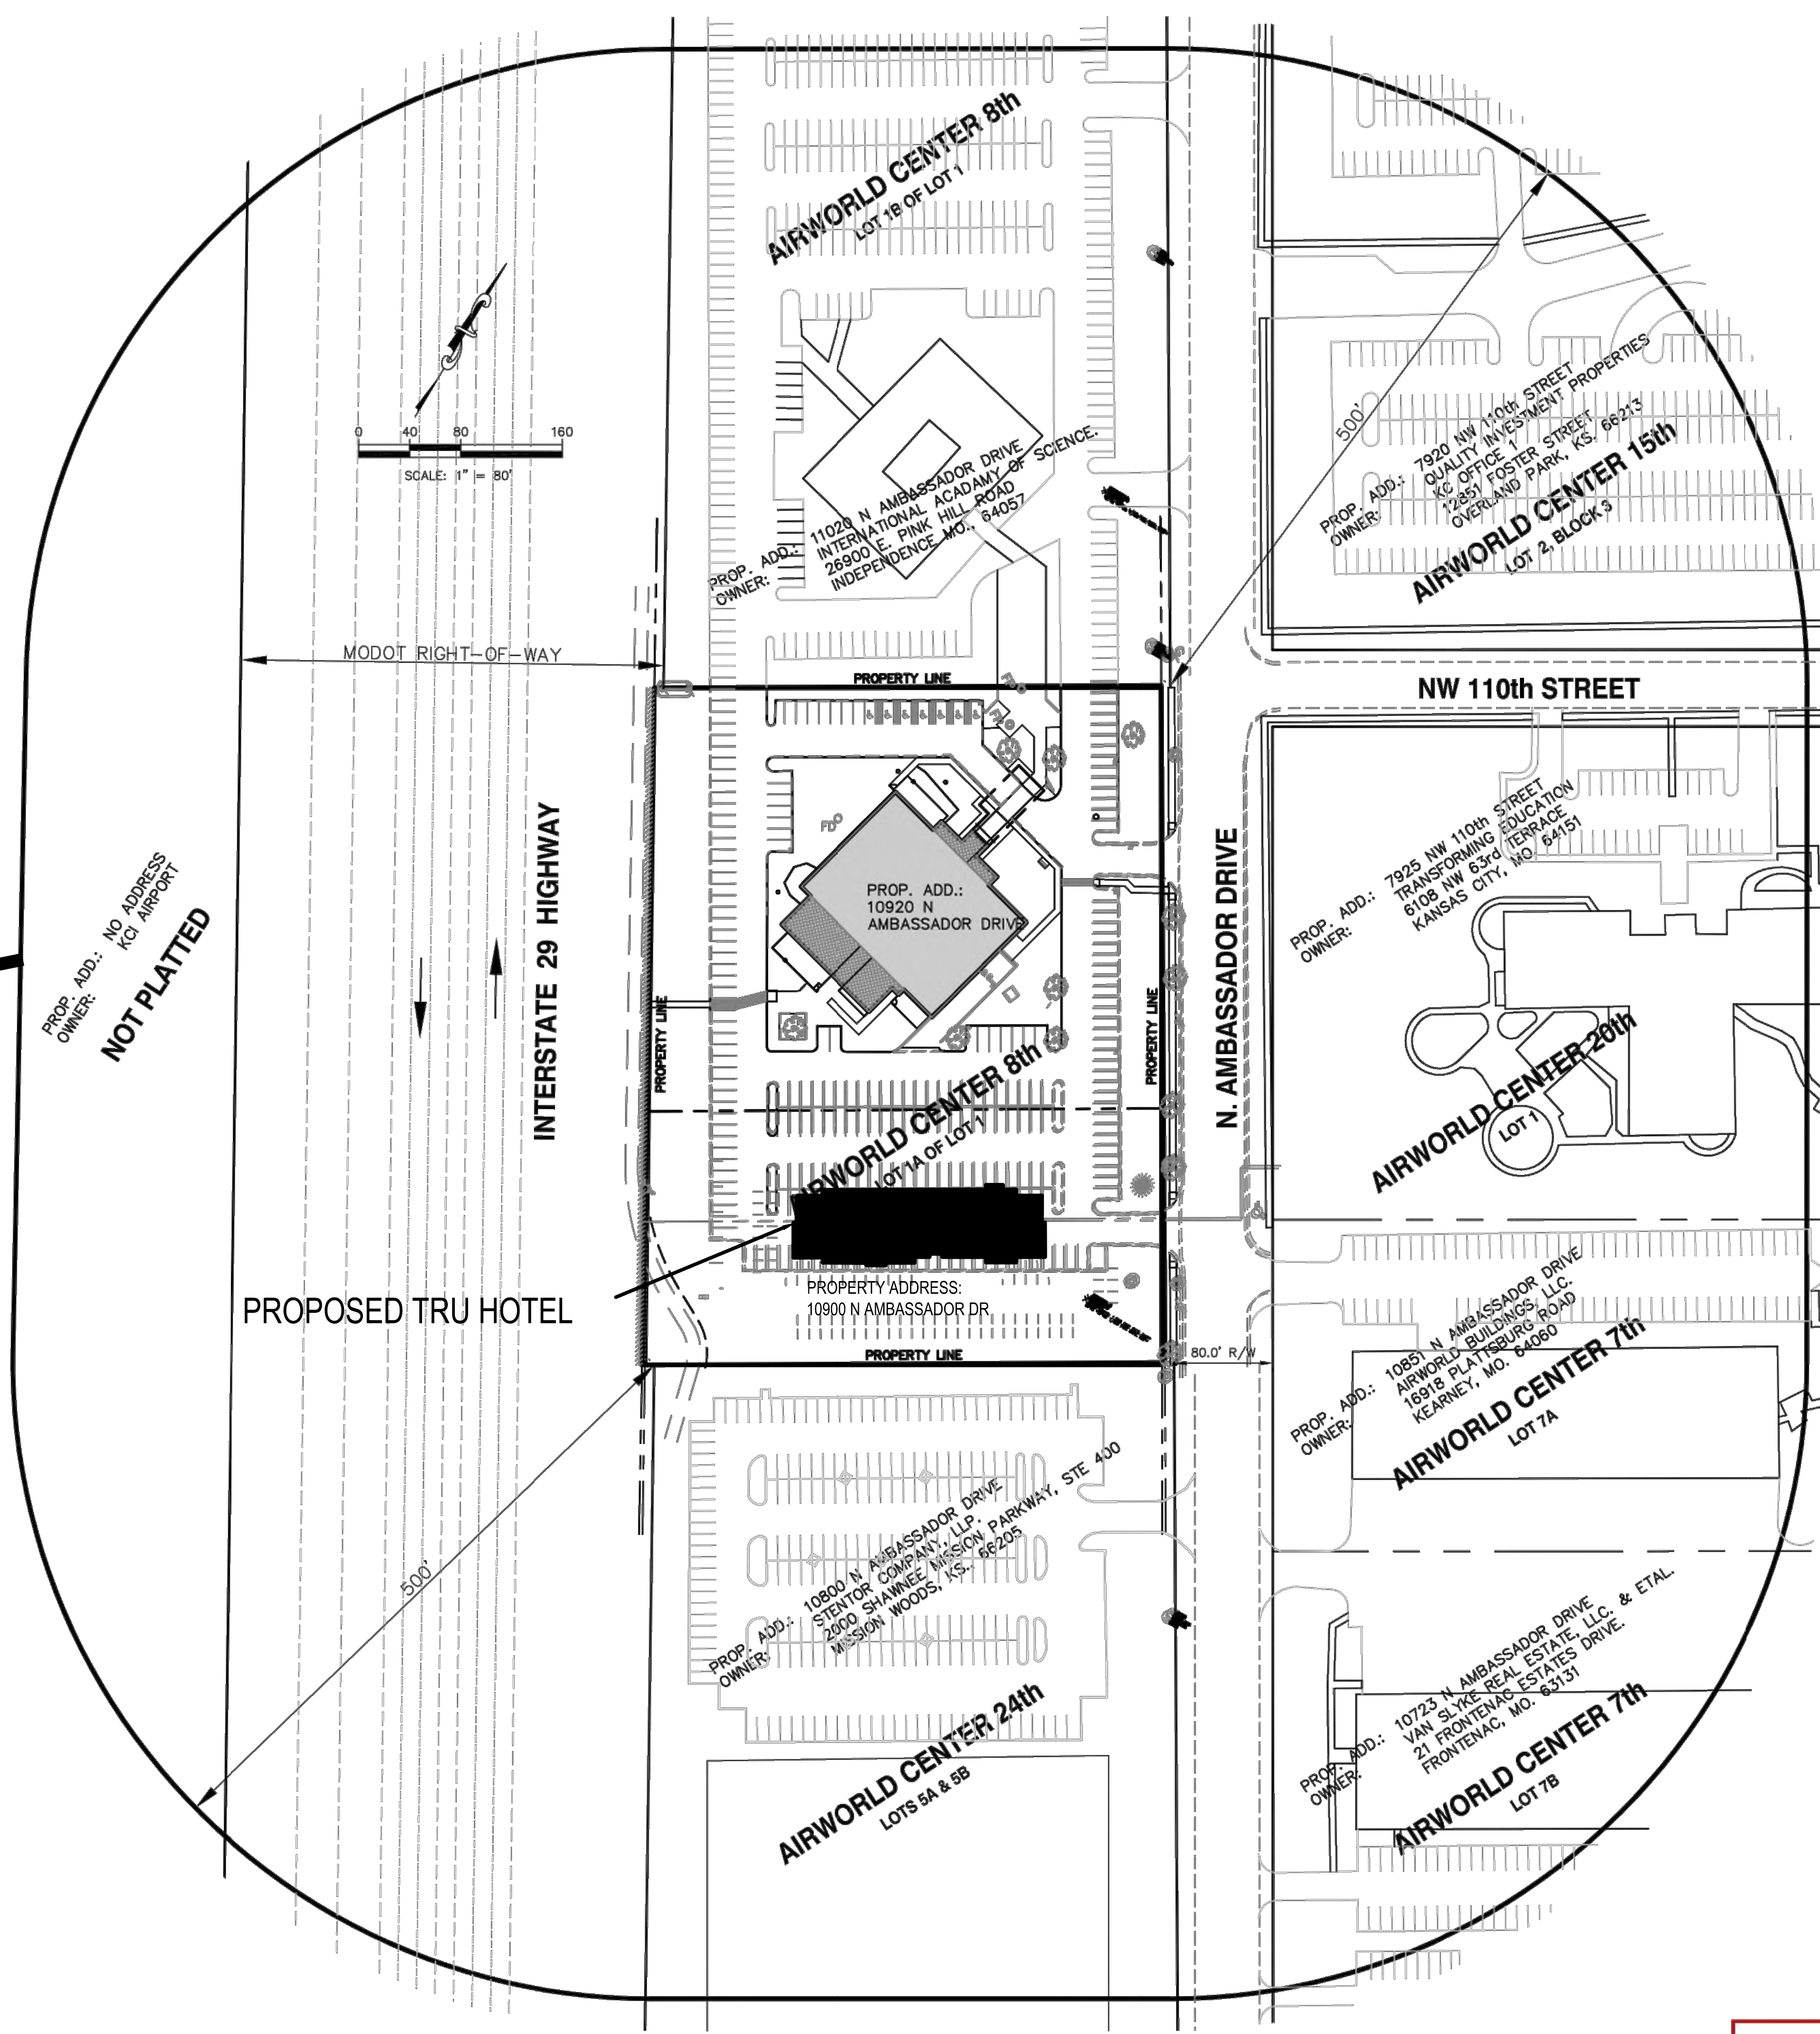 AIRWORLD CENTER 8th
LOT 1B OF LOT 1
0 40 80 160
SCALE: 1" = 80'
PROP. ADD.: 11020 N AMBASSADOR DRIVE
OWNER: INTERNATIONAL ACADAMY OF SCIENCE.
26900 E. PINK HILL ROAD
INDEPENDENCE MO., 64057
500'
PROP. ADD.: 7920 NW 110th STREET
OWNER: QUALITY INVESTMENT PROPERTIES
KC OFFICE 1
12851 FOSTER STREET
OVERLAND PARK, KS. 66213
AIRWORLD CENTER 15th
LOT 2, BLOCK 3
MODOT RIGHT-OF-WAY
PROPERTY LINE
NW 110th STREET
FDO
PROP. ADD.:
10920 N
AMBASSADOR DRIVE
INTERSTATE 29 HIGHWAY
N. AMBASSADOR DRIVE
PROPERTY LINE
PROPERTY LINE
PROP. ADD.: NO ADDRESS
OWNER: KCI AIRPORT
NOT PLATTED
PROP. ADD.: 7925 NW 110th STREET
OWNER: TRANSFORMING EDUCATION
6108 NW 63rd TERRACE
KANSAS CITY, MO. 64151
AIRWORLD CENTER 20th
LOT 1
IRWORLD CENTER 8th
LOT 1A OF LOT 1
PROPOSED TRU HOTEL
PROPERTY ADDRESS:
10900 N AMBASSADOR DR.
PROPERTY LINE
80.0' R/W
PROP. ADD.: 10851 N AMBASSADOR DRIVE
OWNER: AIRWORLD BUILDINGS, LLC.
16918 PLATTSBURG ROAD
KEARNEY, MO. 64060
AIRWORLD CENTER 7th
LOT 7A
500'
PROP. ADD.: 10800 N AMBASSADOR DRIVE
OWNER: STENTOR COMPANY, LLP.
2000 SHAWNEE MISSION PARKWAY, STE 400
MISSION WOODS, KS. 66205
AIRWORLD CENTER 24th
LOTS 5A & 5B
PROP. ADD.: 10723 N AMBASSADOR DRIVE
OWNER: VAN SLYKE REAL ESTATE, LLC. & ETAL.
21 FRONTENAC ESTATES DRIVE.
FRONTENAC, MO. 63131
AIRWORLD CENTER 7th
LOT 7B